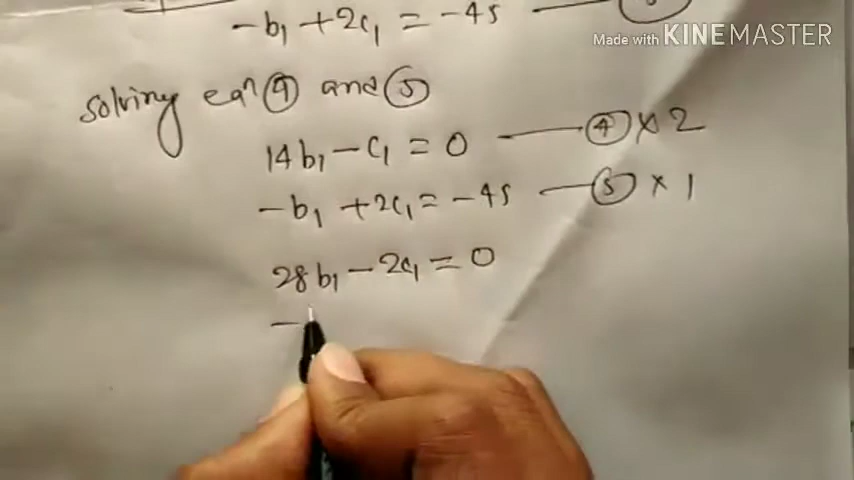 -b₁ + 2c₁ = -45 —— ⑤
Made with KINEMASTER
solving eqⁿ ④ and ⑤
14b₁ - c₁ = 0 —— ④ × 2
-b₁ + 2c₁ = -45 —— ⑤ × 1
28b₁ - 2c₁ = 0
-